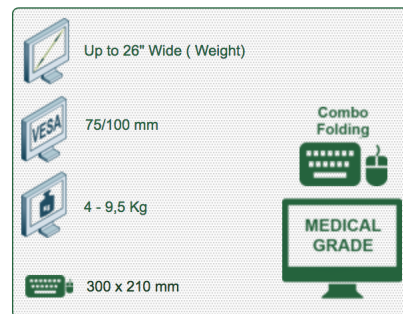 Up to 26" Wide ( Weight)
VESA
75/100 mm
Combo
Folding
KG
4 - 9,5 Kg
MEDICAL
GRADE
300 x 210 mm